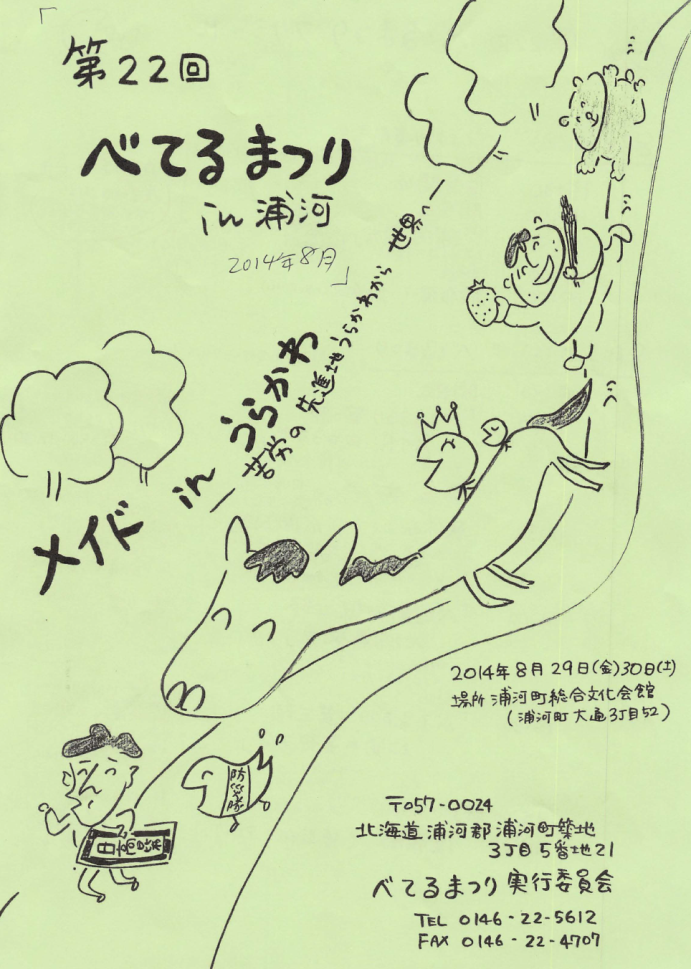 「
第22回
べてるまつり
in 浦河
2014年8月
」
メイド in うらかわ
苦労の先進地うらかわから 世界へ
防災隊
2014年8月29日(金)30日(土)
場所 浦河町総合文化会館
(浦河町大通3丁目52)
〒057-0024
北海道浦河郡浦河町築地
3丁目5番地21
べてるまつり実行委員会
TEL 0146-22-5612
FAX 0146-22-4707